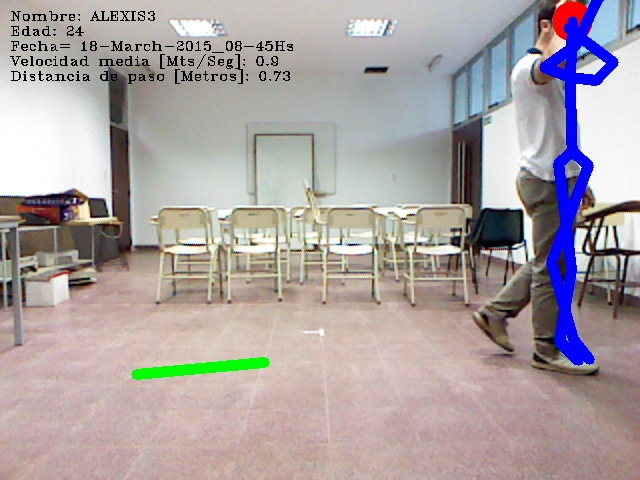 Nombre: ALEXIS3
Edad: 24
Fecha= 18-March-2015_08-45Hs
Velocidad media [Mts/Seg]: 0.9
Distancia de paso [Metros]: 0.73